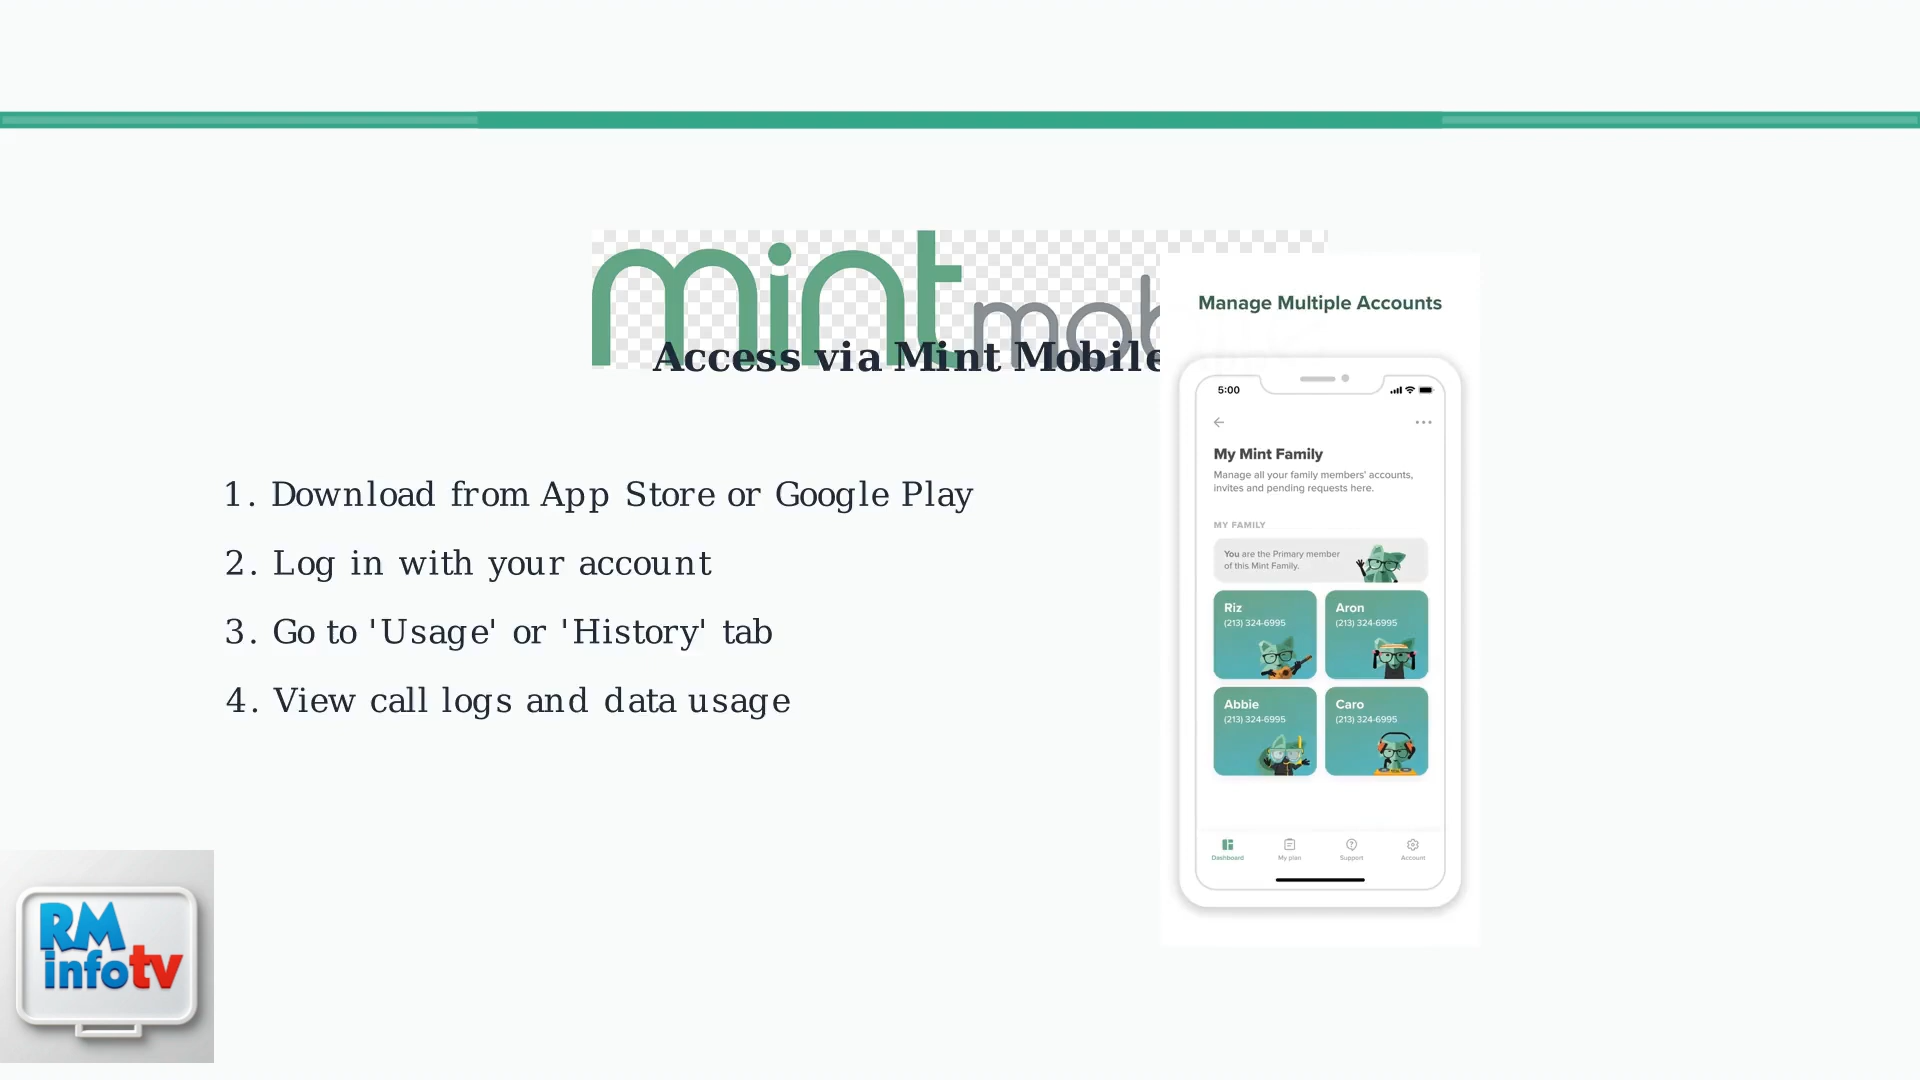 mint mob
Access via Mint Mobile
1. Download from App Store or Google Play
2. Log in with your account
3. Go to 'Usage' or 'History' tab
4. View call logs and data usage
Manage Multiple Accounts
5:00
My Mint Family
Manage all your family members' accounts,
invites and pending requests here.
MY FAMILY
You are the Primary member
of this Mint Family.
Riz
(213) 324-6995
Aron
(213) 324-6995
Abbie
(213) 324-6995
Caro
(213) 324-6995
Dashboard
My plan
Support
Account
RM
infotv